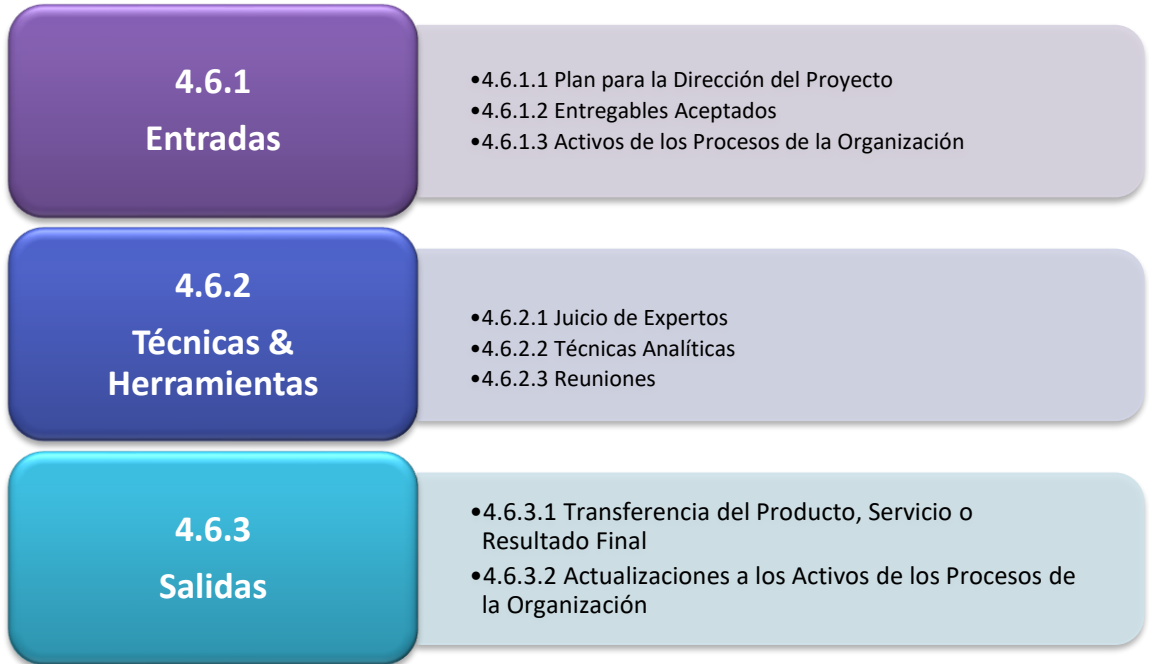 4.6.1
Entradas
•4.6.1.1 Plan para la Dirección del Proyecto
•4.6.1.2 Entregables Aceptados
•4.6.1.3 Activos de los Procesos de la Organización
4.6.2
Técnicas &
Herramientas
•4.6.2.1 Juicio de Expertos
•4.6.2.2 Técnicas Analíticas
•4.6.2.3 Reuniones
4.6.3
Salidas
•4.6.3.1 Transferencia del Producto, Servicio o
Resultado Final
•4.6.3.2 Actualizaciones a los Activos de los Procesos de
la Organización